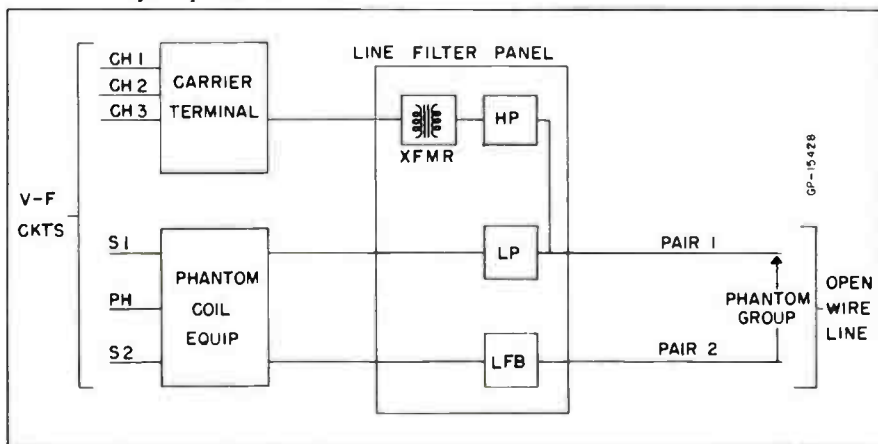 LINE FILTER PANEL
CH 1
CH 2
CH 3
CARRIER
TERMINAL
XFMR
HP
V-F
CKTS
S1
PH
S2
PHANTOM
COIL
EQUIP
LP
LFB
PAIR 1
PAIR 2
PHANTOM
GROUP
OPEN
WIRE
LINE
GP-15428